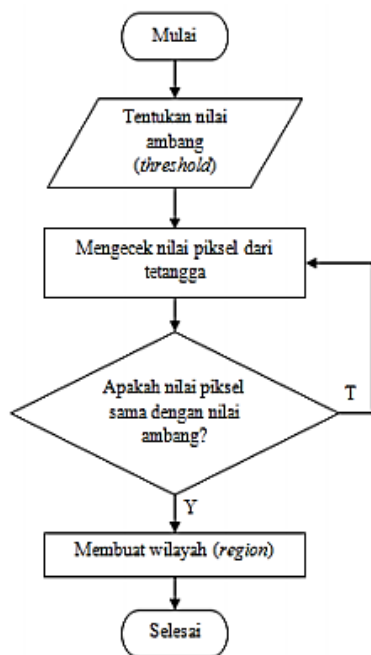 Mulai
Tentukan nilai
ambang
(threshold)
Mengecek nilai piksel dari
tetangga
Apakah nilai piksel
sama dengan nilai
ambang?
T
Y
Membuat wilayah (region)
Selesai